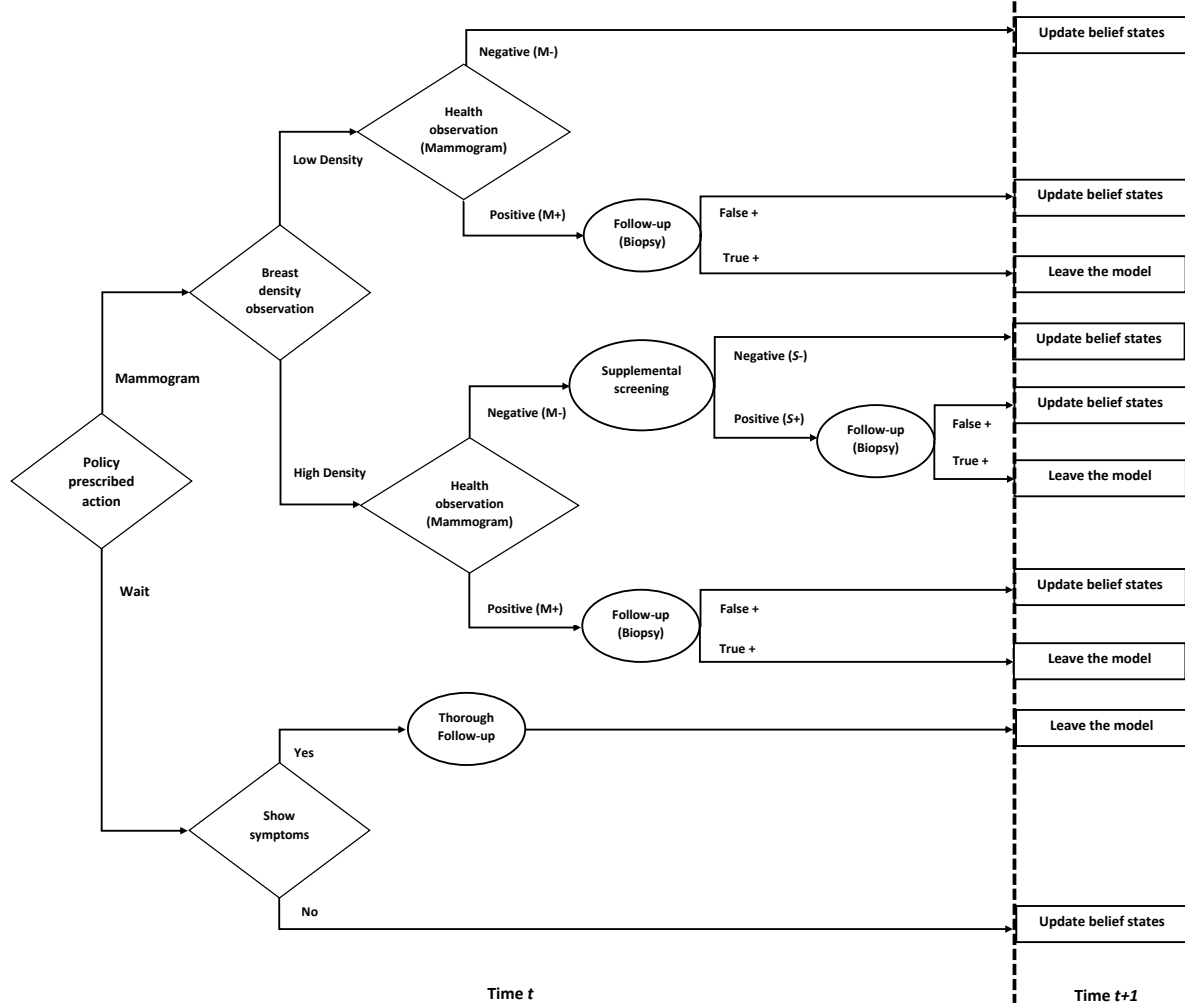 Update belief states
Negative (M-)
Health
observation
(Mammogram)
Low Density
Positive (M+)
Follow-up
(Biopsy)
False +
True +
Update belief states
Leave the model
Breast
density
observation
Mammogram
Policy
prescribed
action
High Density
Health
observation
(Mammogram)
Negative (M-)
Supplemental
screening
Negative (S-)
Update belief states
Positive (S+)
Follow-up
(Biopsy)
False +
True +
Update belief states
Leave the model
Positive (M+)
Follow-up
(Biopsy)
False +
True +
Update belief states
Leave the model
Wait
Show
symptoms
Yes
Thorough
Follow-up
Leave the model
No
Update belief states
Time t
Time t+1